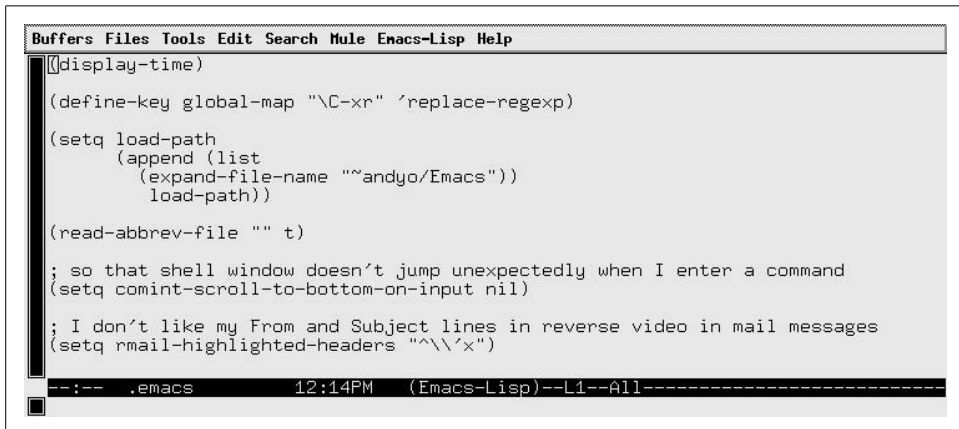 Buffers Files Tools Edit Search Mule Emacs-Lisp Help
(display-time)
(define-key global-map "\C-xr" 'replace-regexp)
(setq load-path
(append (list
(expand-file-name "~andyo/Emacs"))
load-path))
(read-abbrev-file "" t)
; so that shell window doesn't jump unexpectedly when I enter a command
(setq comint-scroll-to-bottom-on-input nil)
; I don't like my From and Subject lines in reverse video in mail messages
(setq rmail-highlighted-headers "^\\'x")
--:-- .emacs 12:14PM (Emacs-Lisp)--L1--All---------------------------